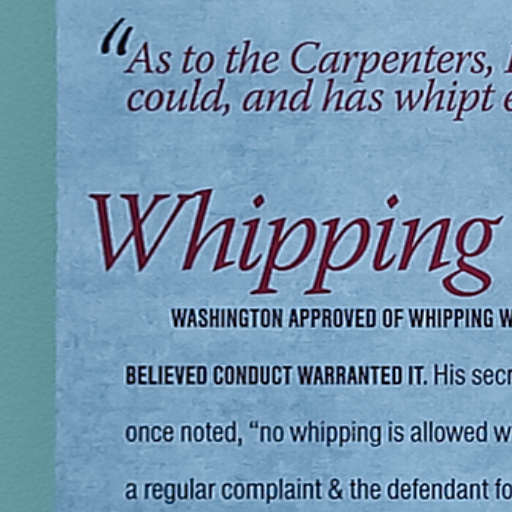 “As to the Carpenters,
could, and has whipt
Whipping
WASHINGTON APPROVED OF WHIPPING
BELIEVED CONDUCT WARRANTED IT. His
once noted, “no whipping is allowed
a regular complaint & the defendant